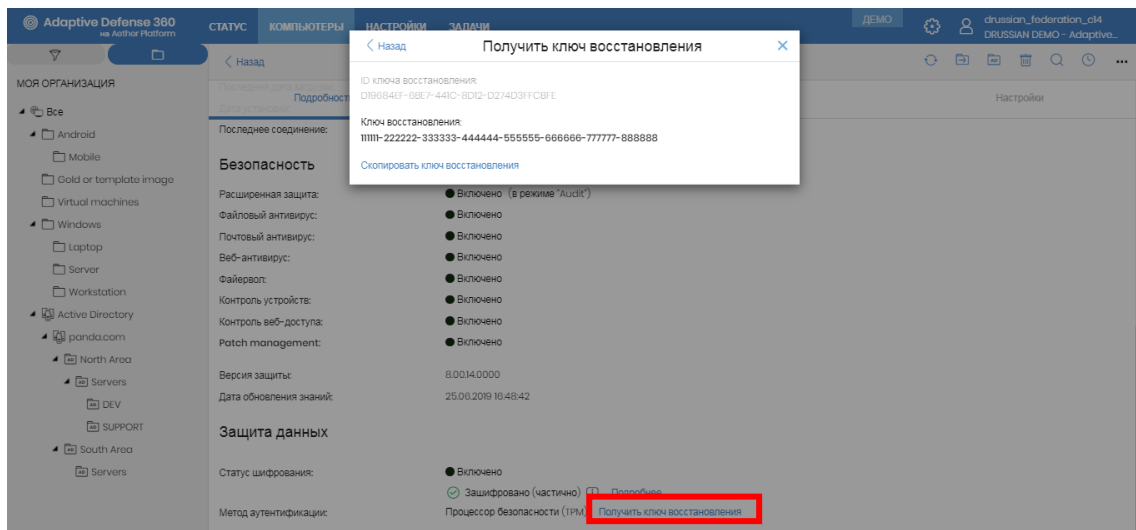 Adaptive Defense 360
на Aether Platform
СТАТУС
КОМПЬЮТЕРЫ
НАСТРОЙКИ
ЗАДАЧИ
ДЕМО
drussian_federation_c14
DRUSSIAN DEMO - Adaptive...
МОЯ ОРГАНИЗАЦИЯ
Все
Android
Mobile
Gold or template image
Virtual machines
Windows
Laptop
Server
Workstation
Active Directory
panda.com
North Area
Servers
DEV
SUPPORT
South Area
Servers
Назад
Подробност
Настройки
Назад
Получить ключ восстановления
ID ключа восстановления:
D19684EF-68E7-441C-8D12-D274D3FFCBFE
Ключ восстановления:
111111-222222-333333-444444-555555-666666-777777-888888
Скопировать ключ восстановления
Последнее соединение:
Безопасность
Расширенная защита: Включено (в режиме "Audit")
Файловый антивирус: Включено
Почтовый антивирус: Включено
Веб-антивирус: Включено
Файервол: Включено
Контроль устройств: Включено
Контроль веб-доступа: Включено
Patch management: Включено
Версия защиты: 8.00.14.0000
Дата обновления знаний: 25.06.2019 16:48:42
Защита данных
Статус шифрования: Включено
Зашифровано (частично) Подробнее
Метод аутентификации: Процессор безопасности (TPM) Получить ключ восстановления